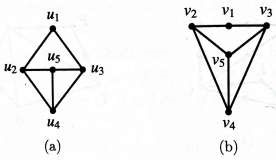 u₁
u₂ u₅ u₃
u₄
(a)
v₂ v₁ v₃
v₅
v₄
(b)